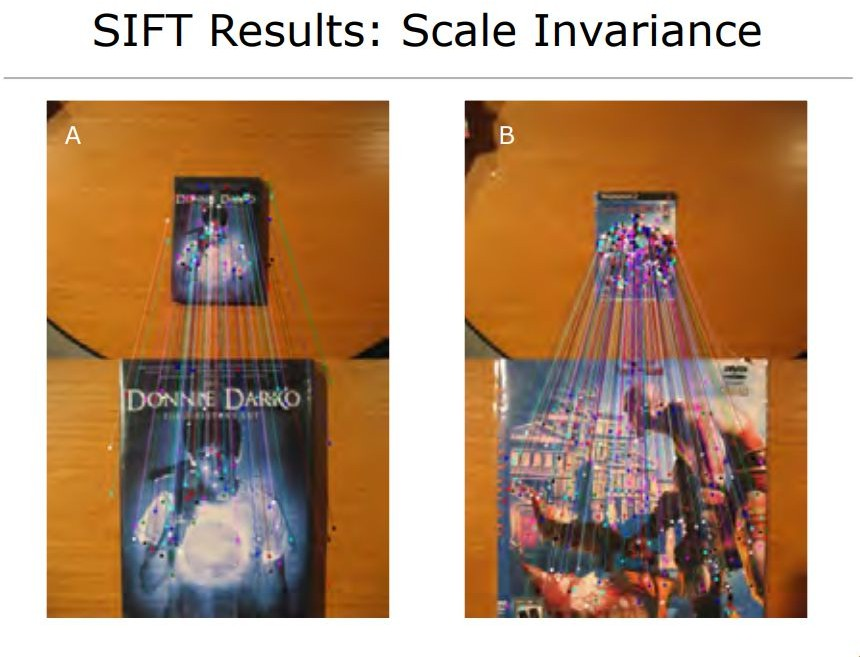 SIFT Results: Scale Invariance
A
B
DONNIE DARKO
DONNIE DARKO